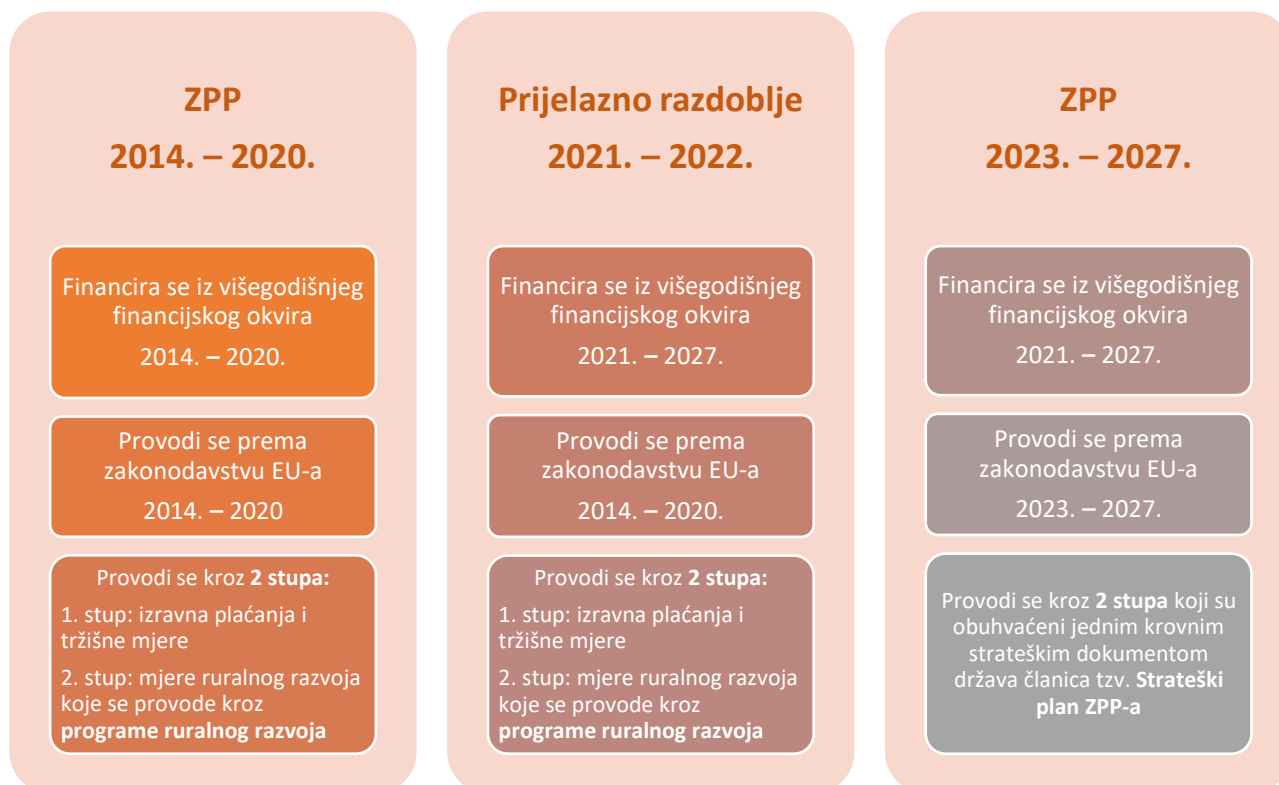 ZPP
2014. – 2020.
Financira se iz višegodišnjeg
financijskog okvira
2014. – 2020.
Provodi se prema
zakonodavstvu EU-a
2014. – 2020
Provodi se kroz 2 stupa:
1. stup: izravna plaćanja i
tržišne mjere
2. stup: mjere ruralnog razvoja
koje se provode kroz
programe ruralnog razvoja
Prijelazno razdoblje
2021. – 2022.
Financira se iz višegodišnjeg
financijskog okvira
2021. – 2027.
Provodi se prema
zakonodavstvu EU-a
2014. – 2020.
Provodi se kroz 2 stupa:
1. stup: izravna plaćanja i
tržišne mjere
2. stup: mjere ruralnog razvoja
koje se provode kroz
programe ruralnog razvoja
ZPP
2023. – 2027.
Financira se iz višegodišnjeg
financijskog okvira
2021. – 2027.
Provodi se prema
zakonodavstvu EU-a
2023. – 2027.
Provodi se kroz 2 stupa koji su
obuhvaćeni jednim krovnim
strateškim dokumentom
država članica tzv. Strateški
plan ZPP-a